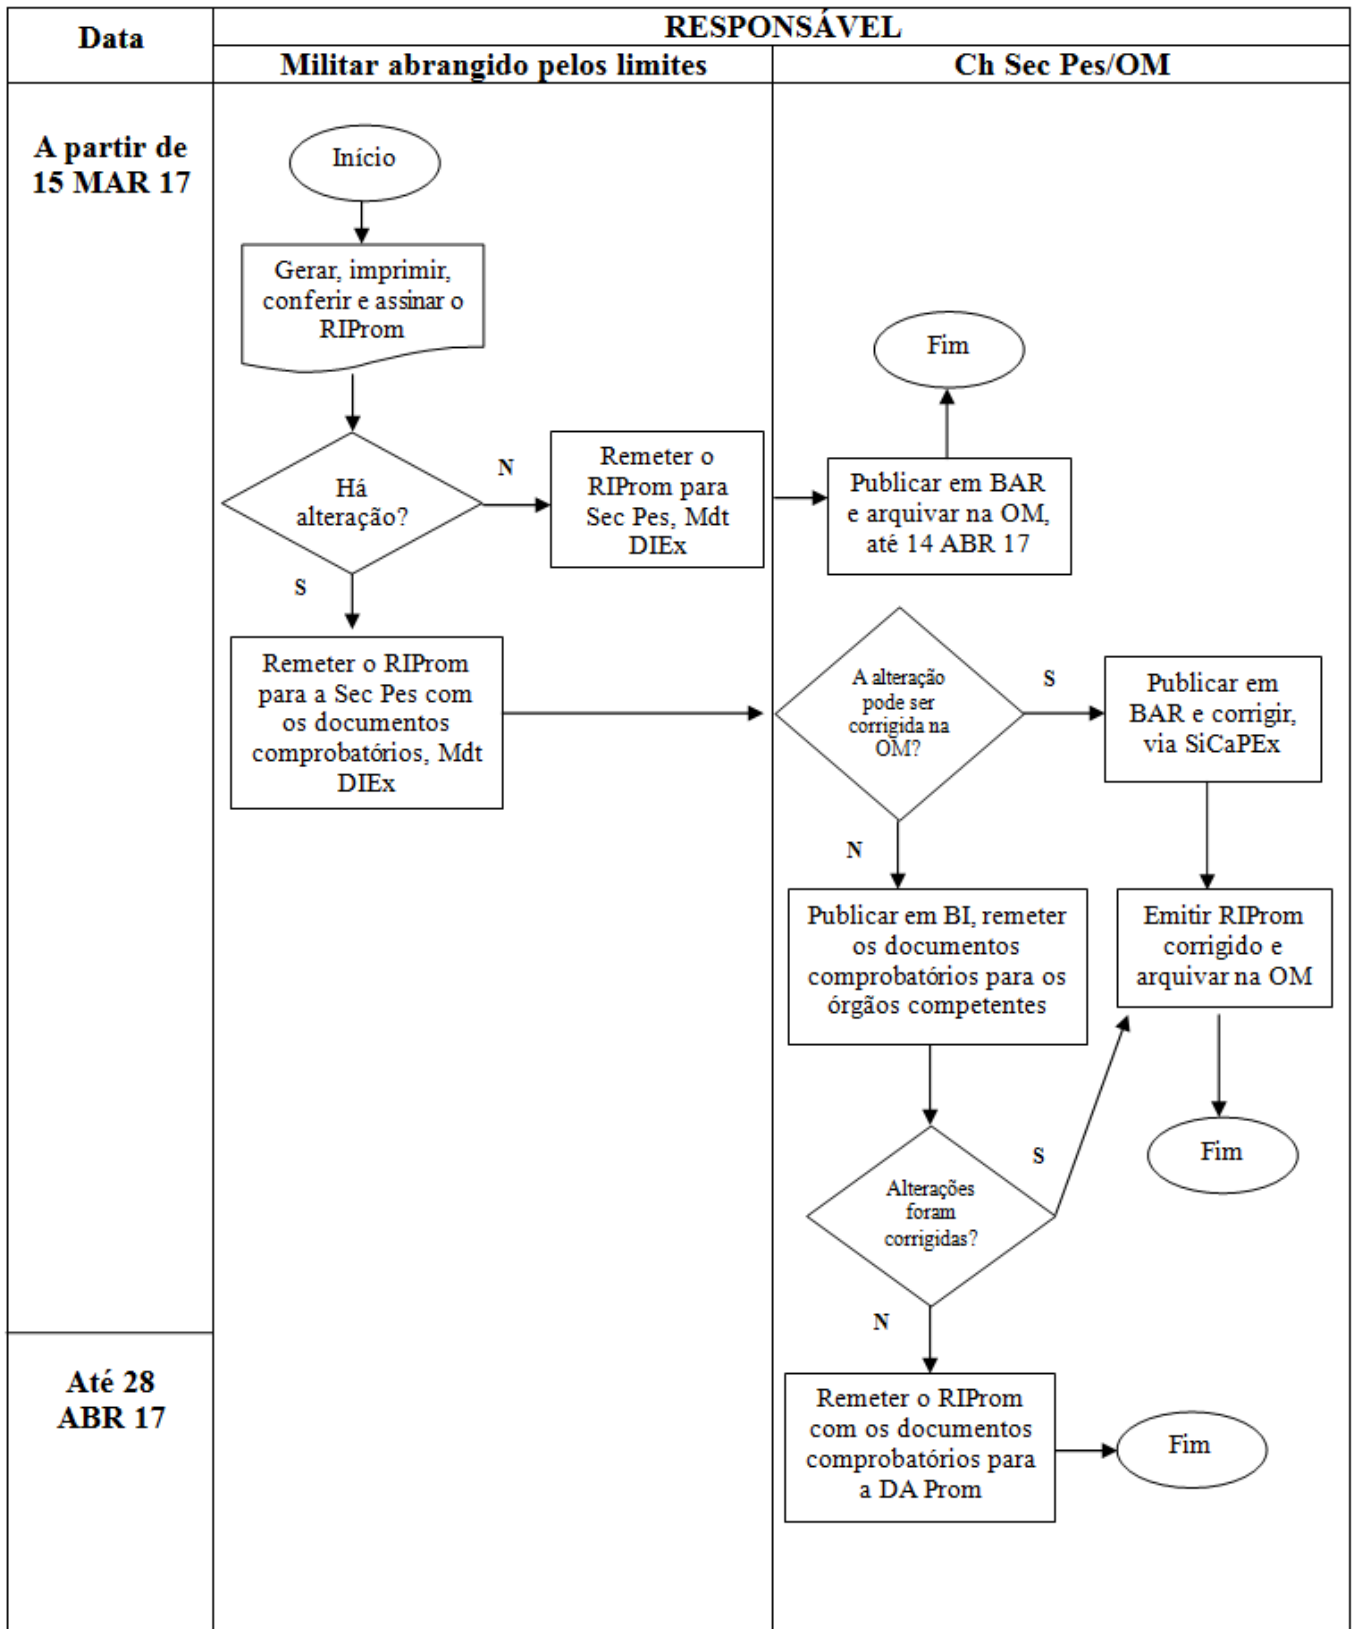 Data
RESPONSÁVEL
Militar abrangido pelos limites
Ch Sec Pes/OM
A partir de
15 MAR 17
Início
Gerar, imprimir,
conferir e assinar o
RIProm
Há
alteração?
N
S
Remeter o
RIProm para
Sec Pes, Mdt
DIEx
Publicar em BAR
e arquivar na OM,
até 14 ABR 17
Fim
Remeter o RIProm
para a Sec Pes com
os documentos
comprobatórios, Mdt
DIEx
A alteração
pode ser
corrigida na
OM?
S
N
Publicar em
BAR e corrigir,
via SiCaPEx
Publicar em BI, remeter
os documentos
comprobatórios para os
órgãos competentes
Emitir RIProm
corrigido e
arquivar na OM
Fim
Alterações
foram
corrigidas?
S
N
Até 28
ABR 17
Remeter o RIProm
com os documentos
comprobatórios para
a DA Prom
Fim